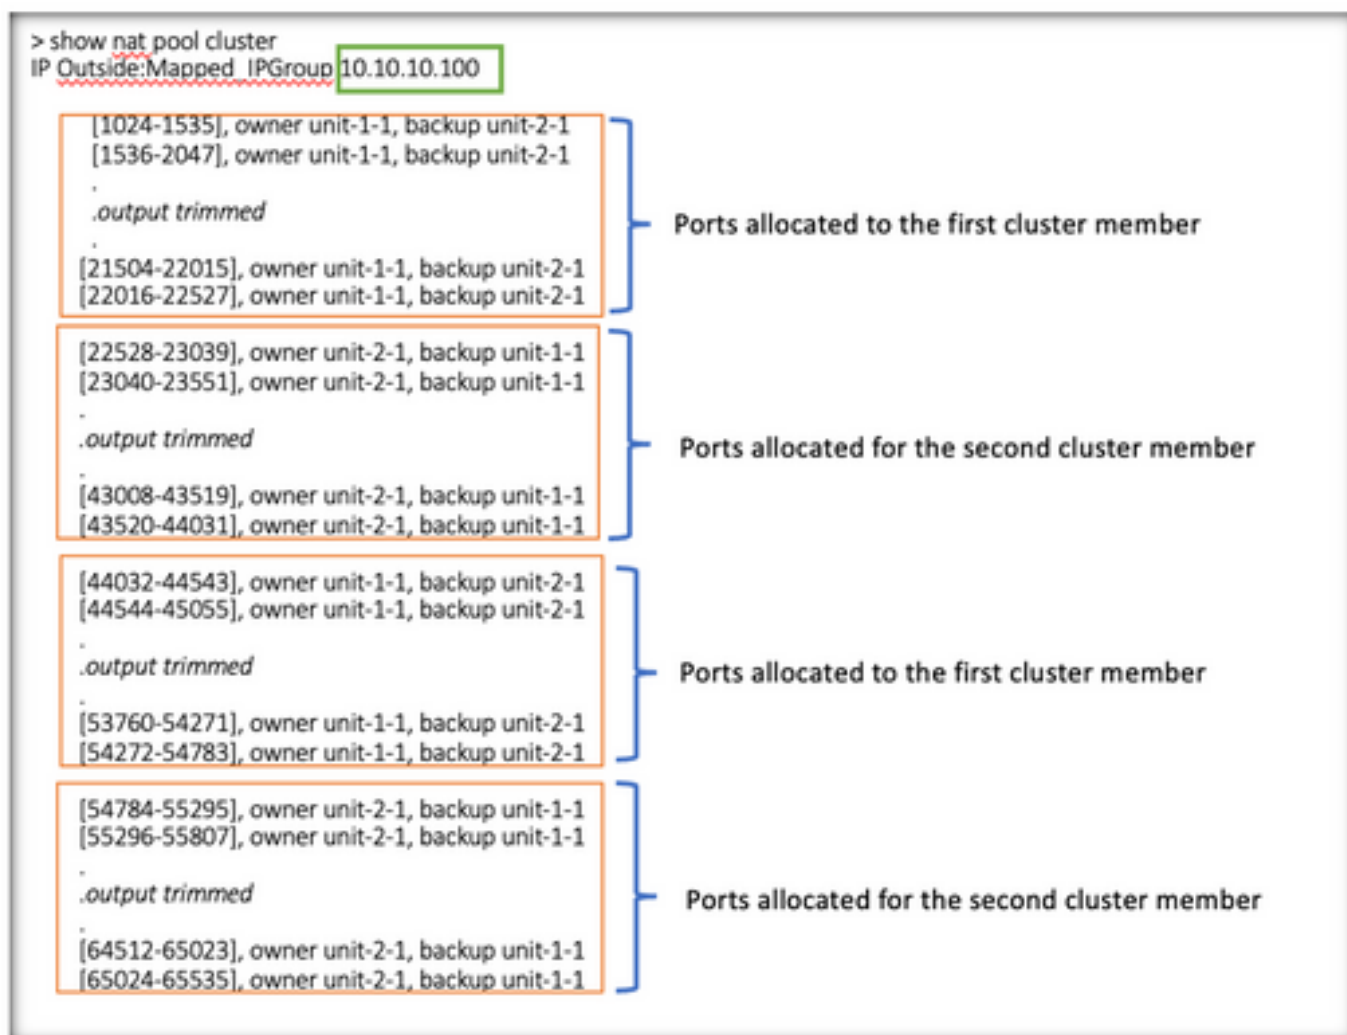 > show nat pool cluster
IP Outside:Mapped_IPGroup 10.10.10.100
[1024-1535], owner unit-1-1, backup unit-2-1
[1536-2047], owner unit-1-1, backup unit-2-1
.
.output trimmed
.
[21504-22015], owner unit-1-1, backup unit-2-1
[22016-22527], owner unit-1-1, backup unit-2-1
Ports allocated to the first cluster member
[22528-23039], owner unit-2-1, backup unit-1-1
[23040-23551], owner unit-2-1, backup unit-1-1
.
.output trimmed
.
[43008-43519], owner unit-2-1, backup unit-1-1
[43520-44031], owner unit-2-1, backup unit-1-1
Ports allocated for the second cluster member
[44032-44543], owner unit-1-1, backup unit-2-1
[44544-45055], owner unit-1-1, backup unit-2-1
.
.output trimmed
.
[53760-54271], owner unit-1-1, backup unit-2-1
[54272-54783], owner unit-1-1, backup unit-2-1
Ports allocated to the first cluster member
[54784-55295], owner unit-2-1, backup unit-1-1
[55296-55807], owner unit-2-1, backup unit-1-1
.
.output trimmed
.
[64512-65023], owner unit-2-1, backup unit-1-1
[65024-65535], owner unit-2-1, backup unit-1-1
Ports allocated for the second cluster member